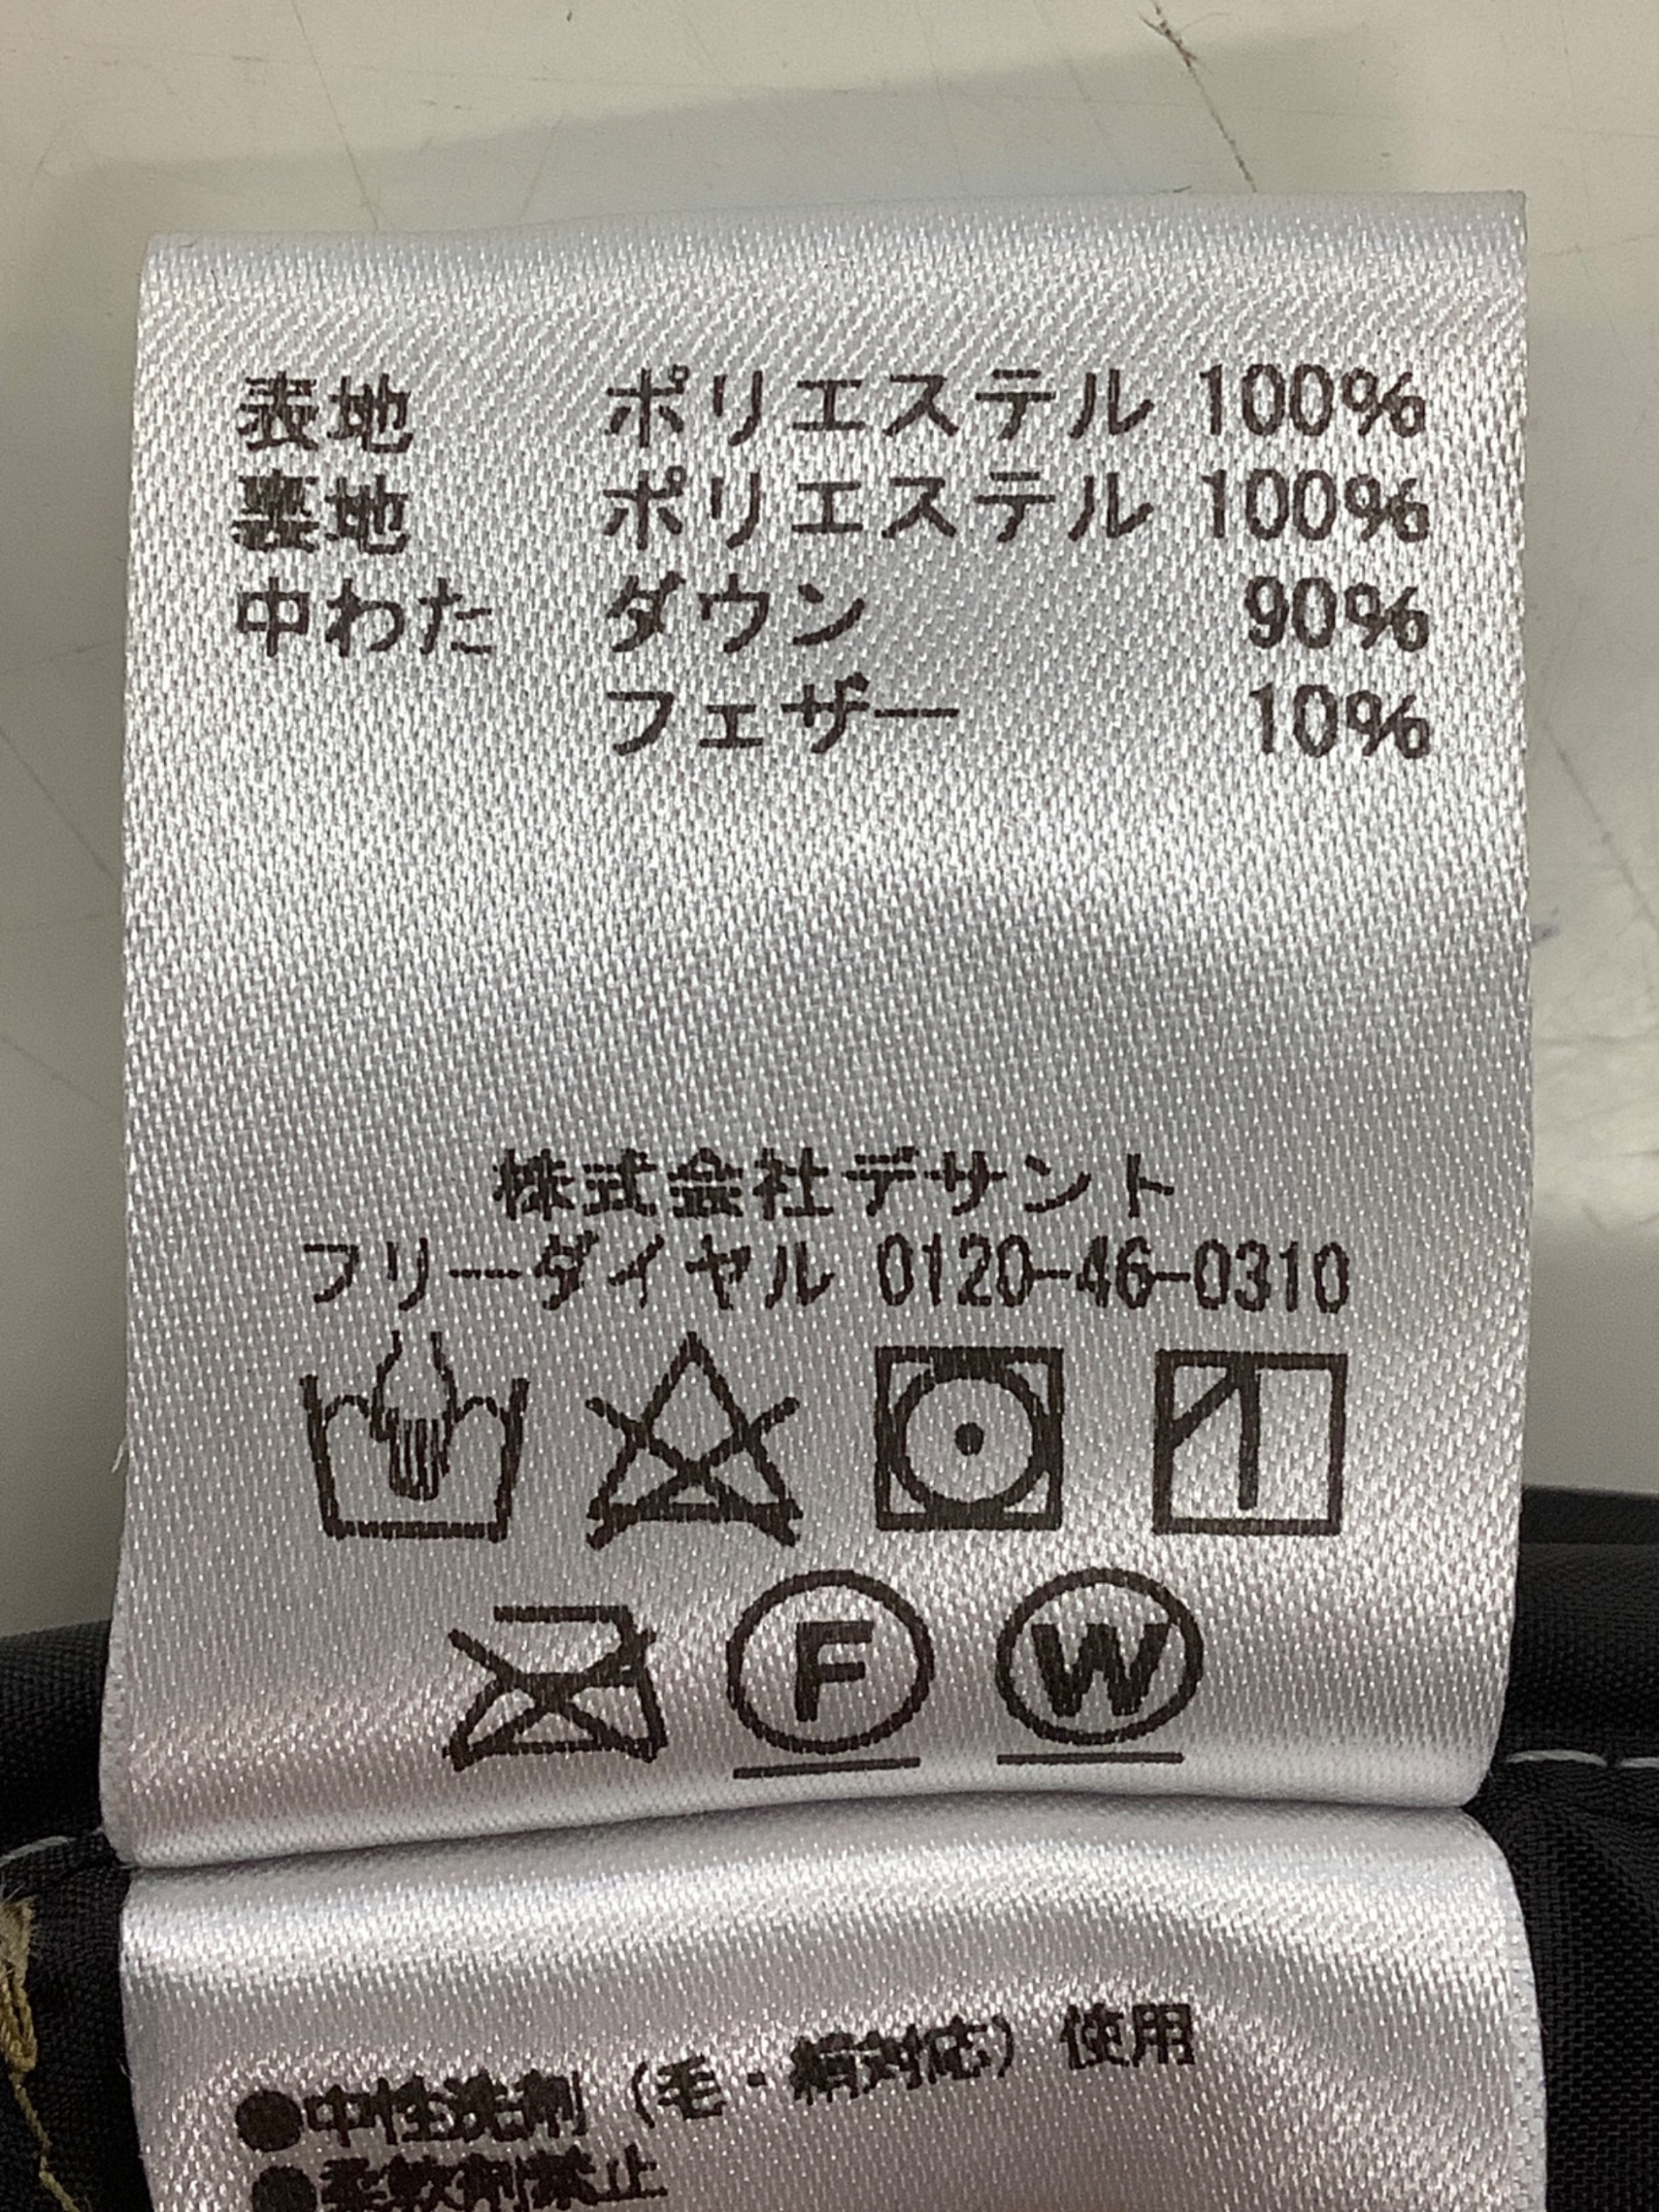 表地 ポリエステル 100%
裏地 ポリエステル 100%
中わた ダウン 90%
フェザー 10%
株式会社デサント
フリーダイヤル 0120-46-0310
F W
●中性洗剤（毛・絹対応）使用
●柔軟剤禁止